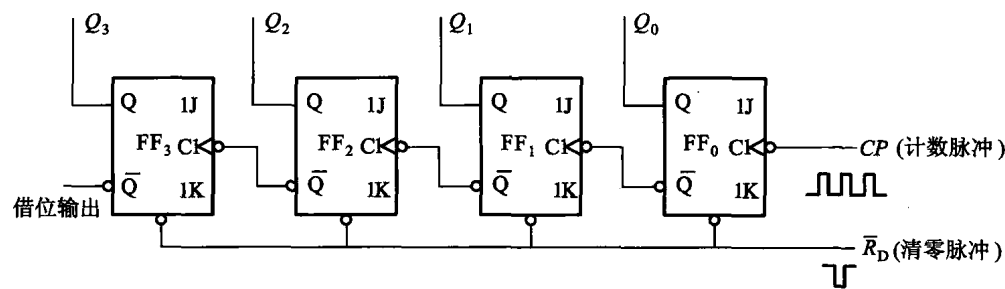 Q₃ Q₂ Q₁ Q₀
Q 1J Q 1J Q 1J Q 1J
FF₃ C1 FF₂ C1 FF₁ C1 FF₀ C1 CP (计数脉冲)
Q̅ 1K Q̅ 1K Q̅ 1K Q̅ 1K
借位输出
R̅_D (清零脉冲)